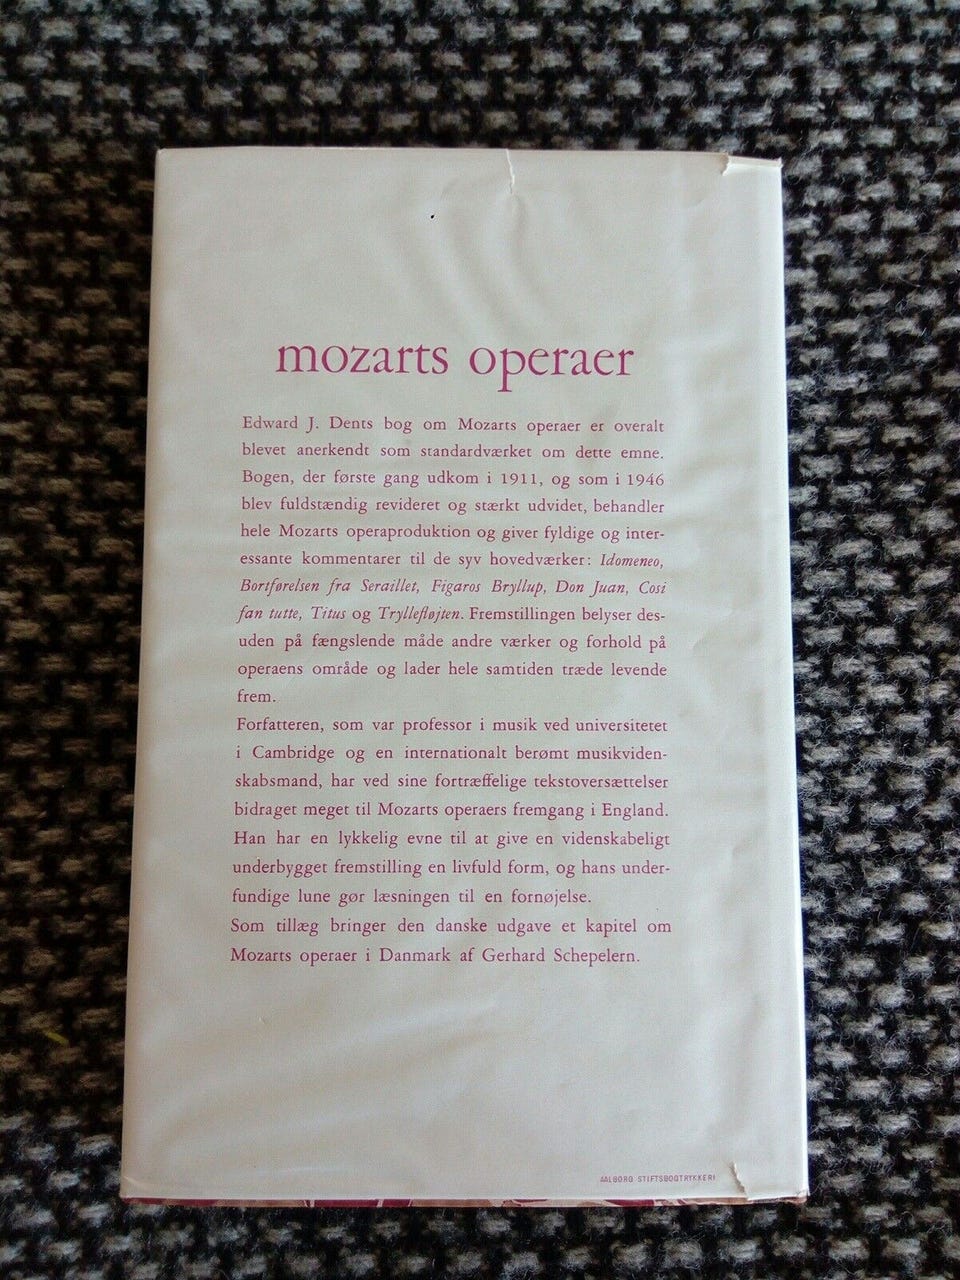 mozarts operaer
Edward J. Dents bog om Mozarts operaer er overalt
blevet anerkendt som standardværket om dette emne.
Bogen, der første gang udkom i 1911, og som i 1946
blev fuldstændig revideret og stærkt udvidet, behandler
hele Mozarts operaproduktion og giver fyldige og inter-
essante kommentarer til de syv hovedværker: Idomeneo,
Bortførelsen fra Seraillet, Figaros Bryllup, Don Juan, Cosi
fan tutte, Titus og Tryllefløjten. Fremstillingen belyser des-
uden på fængslende måde andre værker og forhold på
operaens område og lader hele samtiden træde levende
frem.
Forfatteren, som var professor i musik ved universitetet
i Cambridge og en internationalt berømt musikviden-
skabsmand, har ved sine fortræffelige tekstoversættelser
bidraget meget til Mozarts operaers fremgang i England.
Han har en lykkelig evne til at give en videnskabeligt
underbygget fremstilling en livfuld form, og hans under-
fundige lune gør læsningen til en fornøjelse.
Som tillæg bringer den danske udgave et kapitel om
Mozarts operaer i Danmark af Gerhard Schepelern.
AALBORG STIFTSBOGTRYKKERI